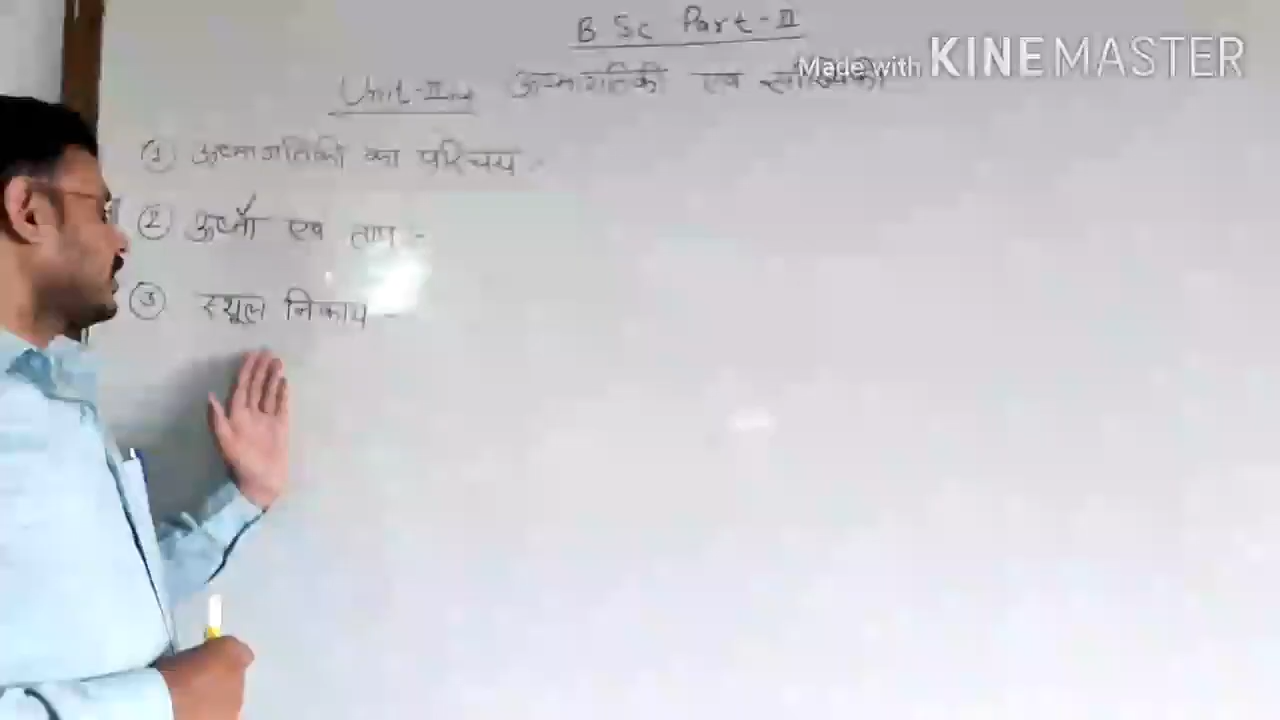 B Sc Part-II
Made with KINEMASTER
Unit-II ऊष्मागतिकी एवं सांख्यिकी
① ऊष्मागतिकी का परिचय -
② ऊर्जा एवं ताप -
③ स्थूल निकाय -